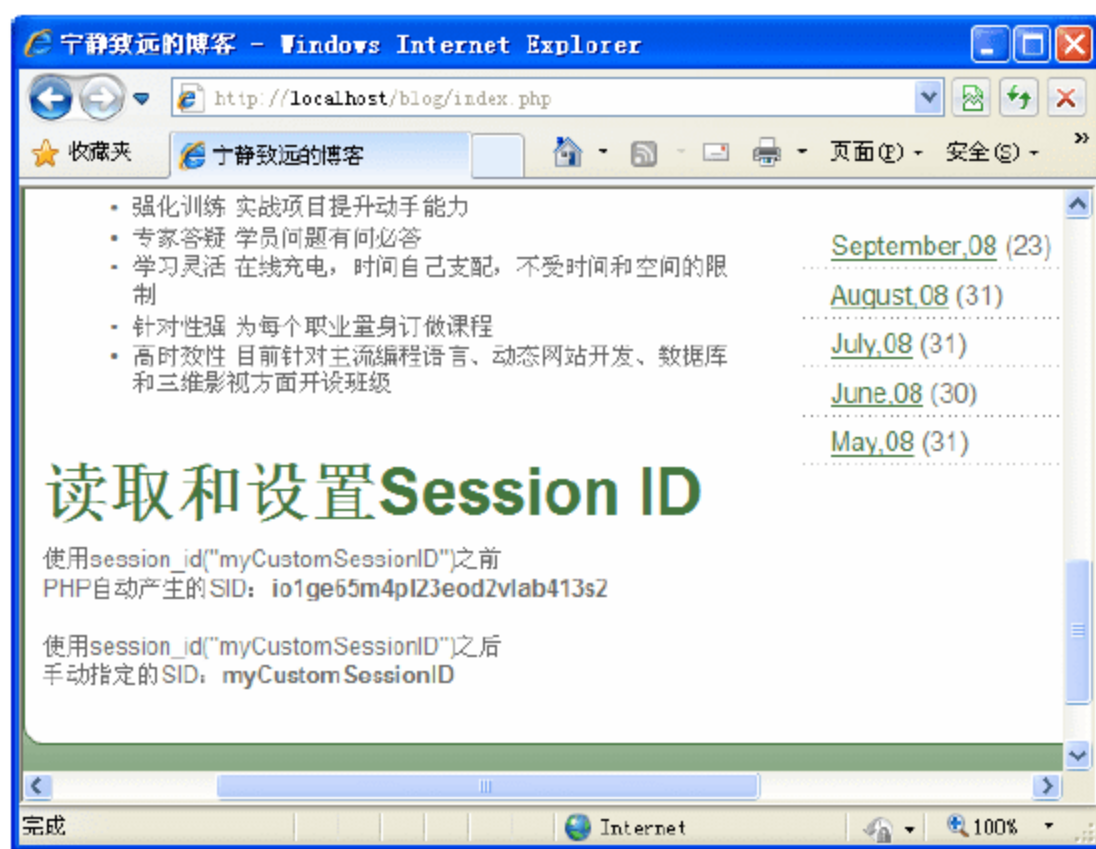 宁静致远的博客 - Windows Internet Explorer
http://localhost/blog/index.php
收藏夹
宁静致远的博客
页面(P)
安全(S)
»
• 强化训练 实战项目提升动手能力
• 专家答疑 学员问题有问必答
• 学习灵活 在线充电，时间自己支配，不受时间和空间的限
制
• 针对性强 为每个职业量身订做课程
• 高时效性 目前针对主流编程语言、动态网站开发、数据库
和三维影视方面开设班级
September,08 (23)
August,08 (31)
July,08 (31)
June,08 (30)
May,08 (31)
读取和设置Session ID
使用session_id("myCustomSessionID")之前
PHP自动产生的SID：io1ge65m4pl23eod2vlab413s2
使用session_id("myCustomSessionID")之后
手动指定的SID：myCustomSessionID
完成
Internet
100%